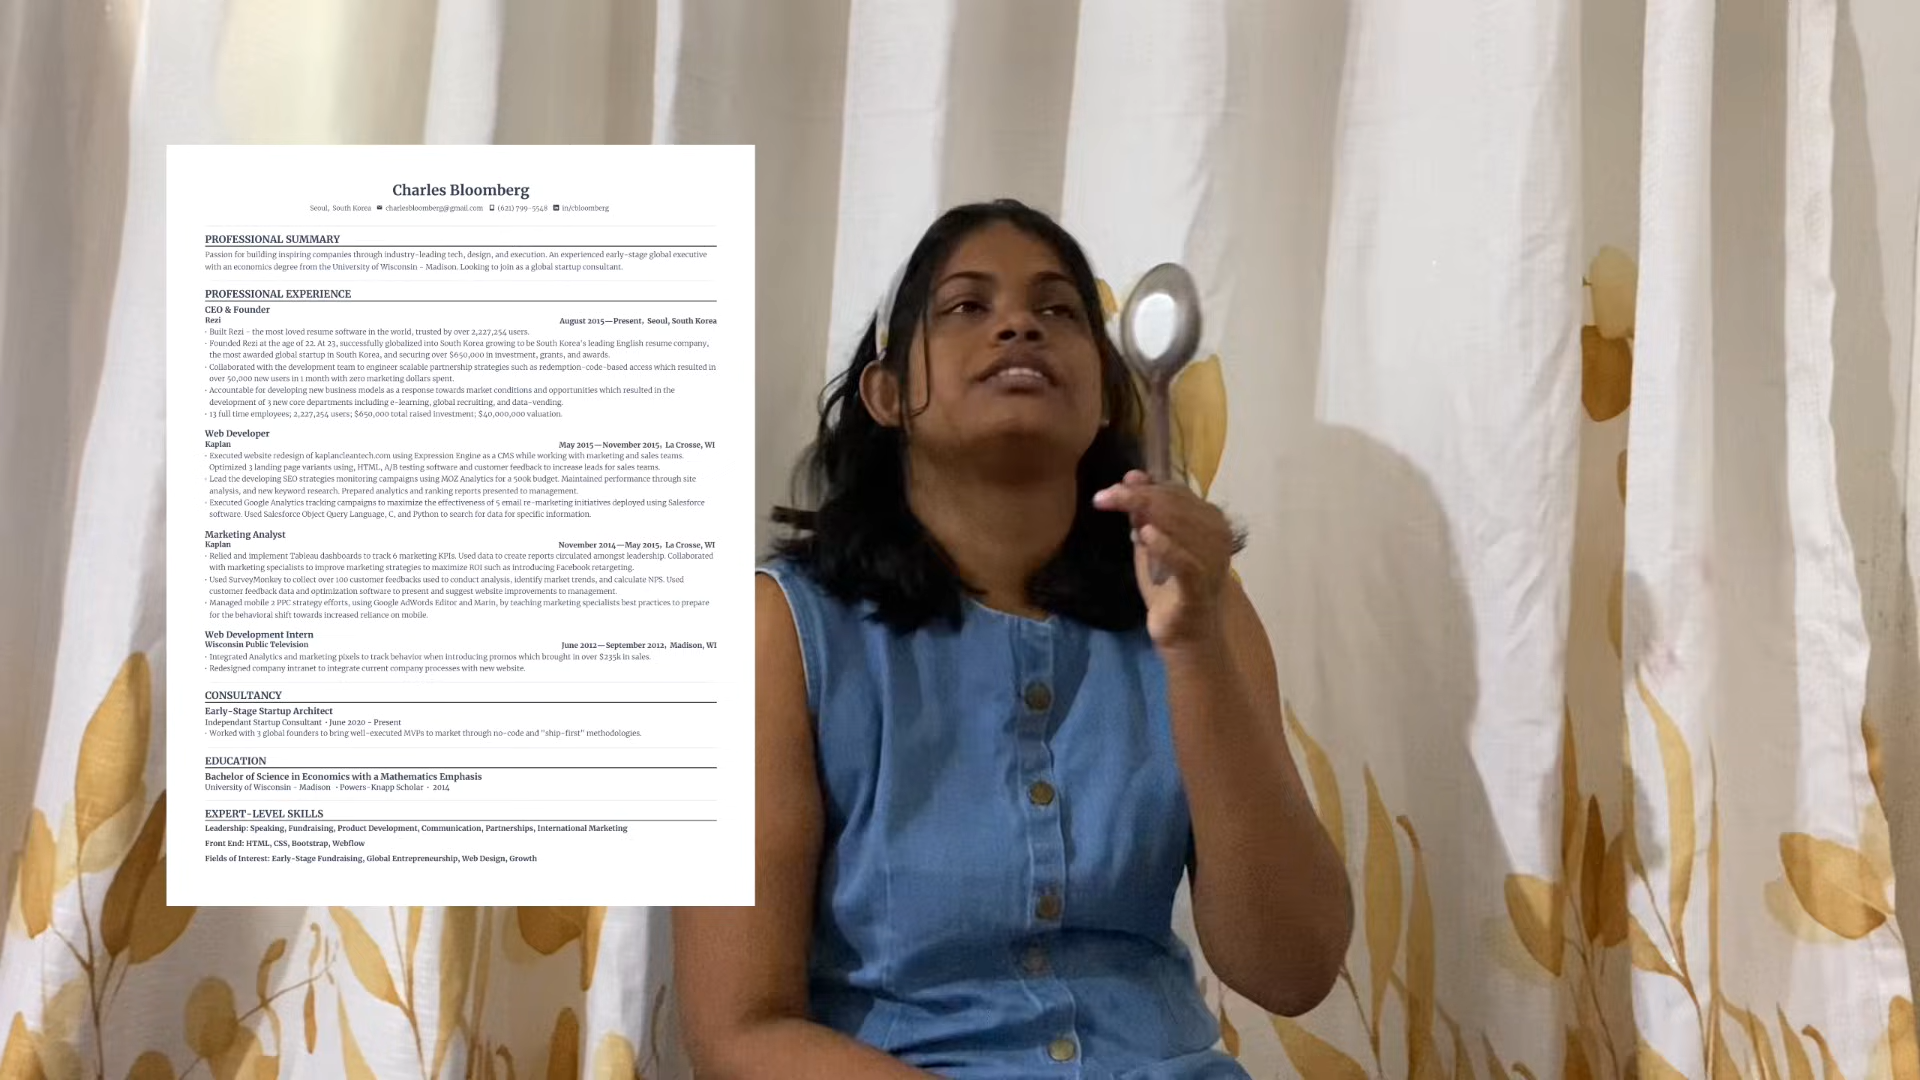 Charles Bloomberg
Seoul, South Korea charlesbloomberg@gmail.com (621) 799-5548 in/cbloomberg
PROFESSIONAL SUMMARY
Passion for building inspiring companies through industry-leading tech, design, and execution. An experienced early-stage global executive
with an economics degree from the University of Wisconsin - Madison. Looking to join as a global startup consultant.
PROFESSIONAL EXPERIENCE
CEO & Founder
Rezi August 2015—Present, Seoul, South Korea
· Built Rezi - the most loved resume software in the world, trusted by over 2,227,254 users.
· Founded Rezi at the age of 22. At 23, successfully globalized into South Korea growing to be South Korea's leading English resume company,
the most awarded global startup in South Korea, and securing over $650,000 in investment, grants, and awards.
· Collaborated with the development team to engineer scalable partnership strategies such as redemption-code-based access which resulted in
over 50,000 new users in 1 month with zero marketing dollars spent.
· Accountable for developing new business models as a response towards market conditions and opportunities which resulted in the
development of 3 new core departments including e-learning, global recruiting, and data-vending.
· 13 full time employees; 2,227,254 users; $650,000 total raised investment; $40,000,000 valuation.
Web Developer
Kaplan May 2015—November 2015, La Crosse, WI
· Executed website redesign of kaplancleantech.com using Expression Engine as a CMS while working with marketing and sales teams.
Optimized 3 landing page variants using, HTML, A/B testing software and customer feedback to increase leads for sales teams.
· Lead the developing SEO strategies monitoring campaigns using MOZ Analytics for a 500k budget. Maintained performance through site
analysis, and new keyword research. Prepared analytics and ranking reports presented to management.
· Executed Google Analytics tracking campaigns to maximize the effectiveness of 5 email re-marketing initiatives deployed using Salesforce
software. Used Salesforce Object Query Language, C, and Python to search for data for specific information.
Marketing Analyst
Kaplan November 2014—May 2015, La Crosse, WI
· Relied and implement Tableau dashboards to track 6 marketing KPIs. Used data to create reports circulated amongst leadership. Collaborated
with marketing specialists to improve marketing strategies to maximize ROI such as introducing Facebook retargeting.
· Used SurveyMonkey to collect over 100 customer feedbacks used to conduct analysis, identify market trends, and calculate NPS. Used
customer feedback data and optimization software to present and suggest website improvements to management.
· Managed mobile 2 PPC strategy efforts, using Google AdWords Editor and Marin, by teaching marketing specialists best practices to prepare
for the behavioral shift towards increased reliance on mobile.
Web Development Intern
Wisconsin Public Television June 2012—September 2012, Madison, WI
· Integrated Analytics and marketing pixels to track behavior when introducing promos which brought in over $235k in sales.
· Redesigned company intranet to integrate current company processes with new website.
CONSULTANCY
Early-Stage Startup Architect
Independant Startup Consultant · June 2020 - Present
· Worked with 3 global founders to bring well-executed MVPs to market through no-code and "ship-first" methodologies.
EDUCATION
Bachelor of Science in Economics with a Mathematics Emphasis
University of Wisconsin - Madison · Powers-Knapp Scholar · 2014
EXPERT-LEVEL SKILLS
Leadership: Speaking, Fundraising, Product Development, Communication, Partnerships, International Marketing
Front End: HTML, CSS, Bootstrap, Webflow
Fields of Interest: Early-Stage Fundraising, Global Entrepreneurship, Web Design, Growth